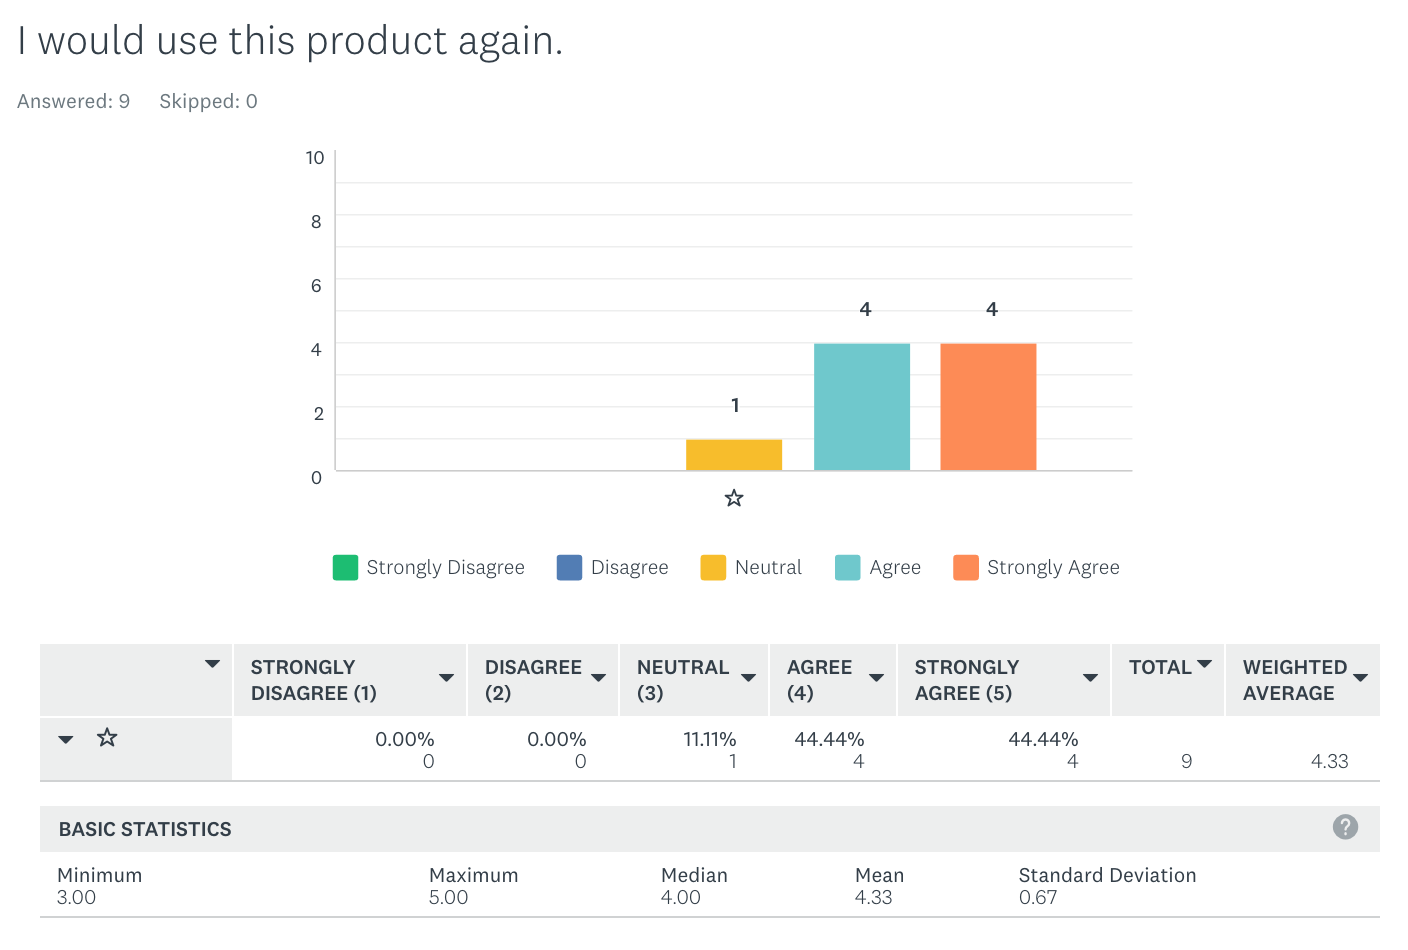 I would use this product again.
Answered: 9 Skipped: 0
10
8
6
4
2
0
1
4
4
Strongly Disagree Disagree Neutral Agree Strongly Agree
STRONGLY DISAGREE (1) DISAGREE (2) NEUTRAL (3) AGREE (4) STRONGLY AGREE (5) TOTAL WEIGHTED AVERAGE
0.00% 0.00% 11.11% 44.44% 44.44%
0 0 1 4 4 9 4.33
BASIC STATISTICS
?
Minimum Maximum Median Mean Standard Deviation
3.00 5.00 4.00 4.33 0.67